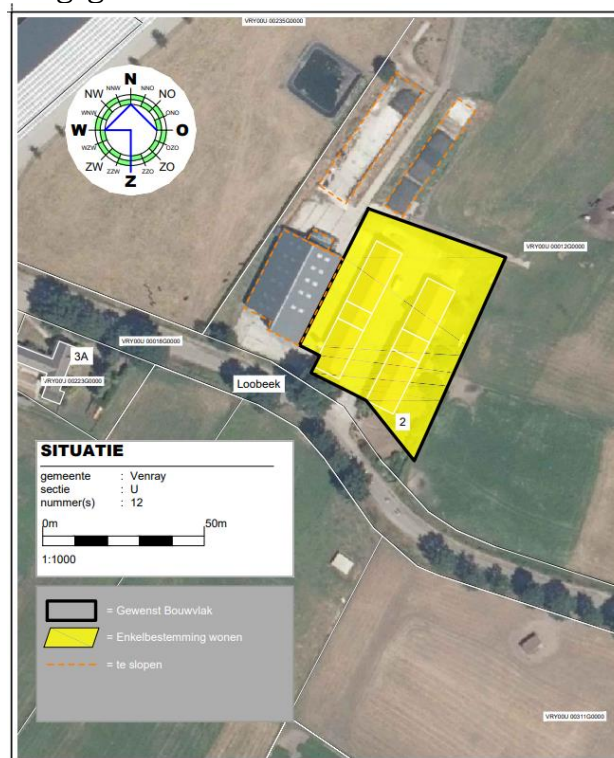 VRY00U 00235G0000
N
NNW
NNO
NW
NO
WNW
ONO
W
O
WZW
OZO
ZW
ZO
ZZW
ZZO
Z
VRY00U 00012G0000
VRY00U 00018G0000
3A
VRY00U 00223G0000
Loobeek
2
SITUATIE
gemeente : Venray
sectie : U
nummer(s) : 12
0m 50m
1:1000
= Gewenst Bouwvlak
= Enkelbestemming wonen
= te slopen
VRY00U 00311G0000